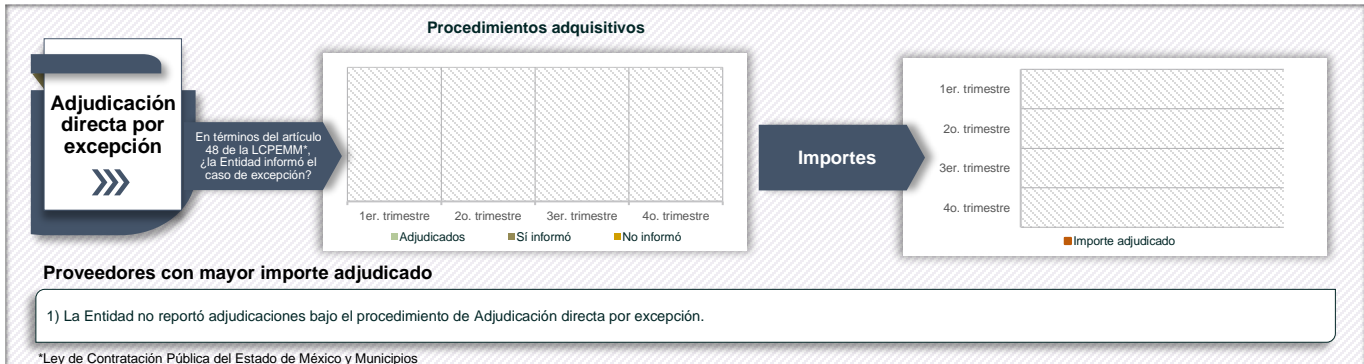 Procedimientos adquisitivos
Adjudicación
directa por
excepción
En términos del artículo
48 de la LCPEMM*,
¿la Entidad informó el
caso de excepción?
1er. trimestre 2o. trimestre 3er. trimestre 4o. trimestre
Adjudicados Sí informó No informó
Importes
1er. trimestre
2o. trimestre
3er. trimestre
4o. trimestre
Importe adjudicado
Proveedores con mayor importe adjudicado
1) La Entidad no reportó adjudicaciones bajo el procedimiento de Adjudicación directa por excepción.
*Ley de Contratación Pública del Estado de México y Municipios